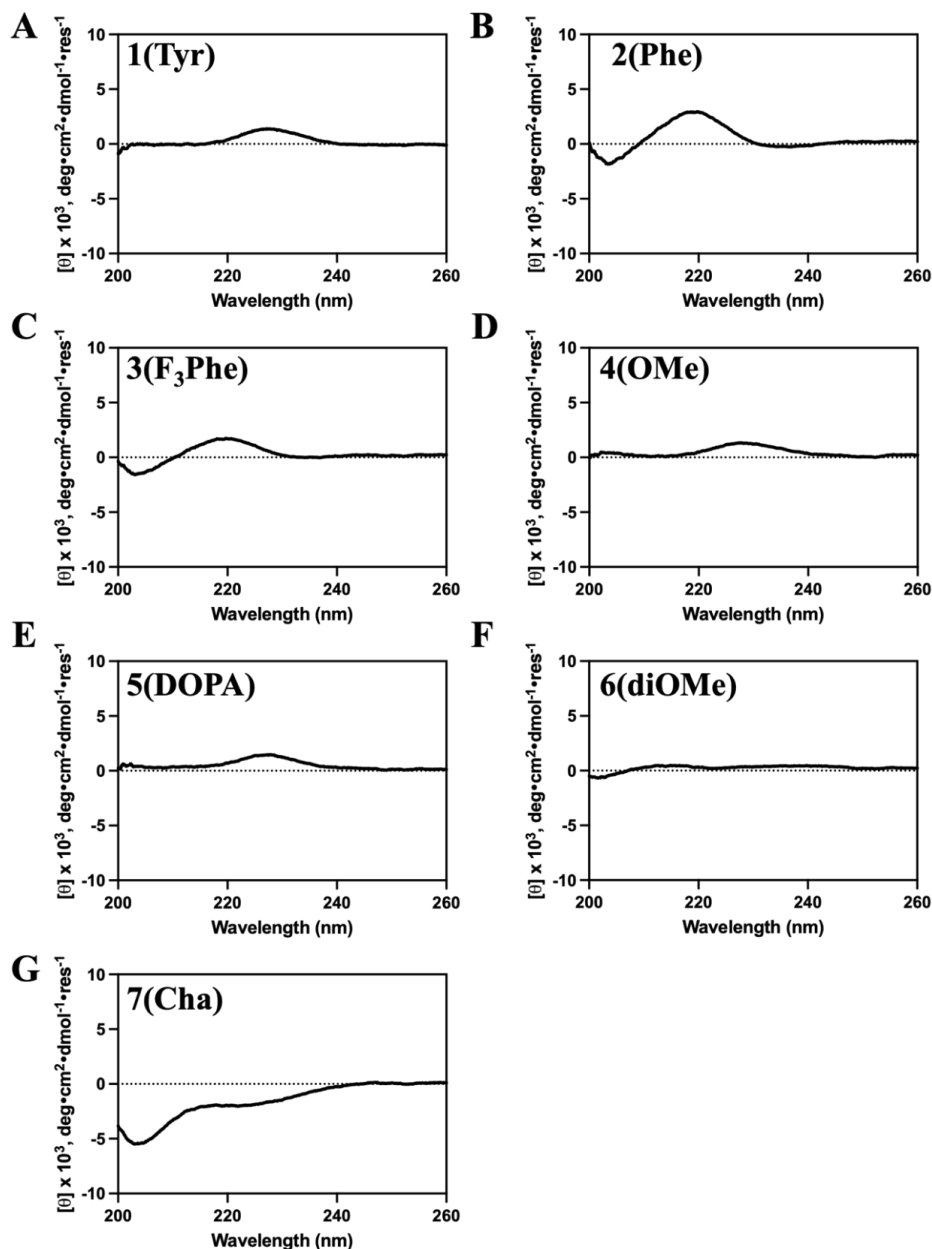 A
1(Tyr)
10
5
0
-5
-10
[θ] x 10³, deg•cm²•dmol⁻¹•res⁻¹
200 220 240 260
Wavelength (nm)
B
2(Phe)
10
5
0
-5
-10
[θ] x 10³, deg•cm²•dmol⁻¹•res⁻¹
200 220 240 260
Wavelength (nm)
C
3(F₃Phe)
10
5
0
-5
-10
[θ] x 10³, deg•cm²•dmol⁻¹•res⁻¹
200 220 240 260
Wavelength (nm)
D
4(OMe)
10
5
0
-5
-10
[θ] x 10³, deg•cm²•dmol⁻¹•res⁻¹
200 220 240 260
Wavelength (nm)
E
5(DOPA)
10
5
0
-5
-10
[θ] x 10³, deg•cm²•dmol⁻¹•res⁻¹
200 220 240 260
Wavelength (nm)
F
6(diOMe)
10
5
0
-5
-10
[θ] x 10³, deg•cm²•dmol⁻¹•res⁻¹
200 220 240 260
Wavelength (nm)
G
7(Cha)
10
5
0
-5
-10
[θ] x 10³, deg•cm²•dmol⁻¹•res⁻¹
200 220 240 260
Wavelength (nm)